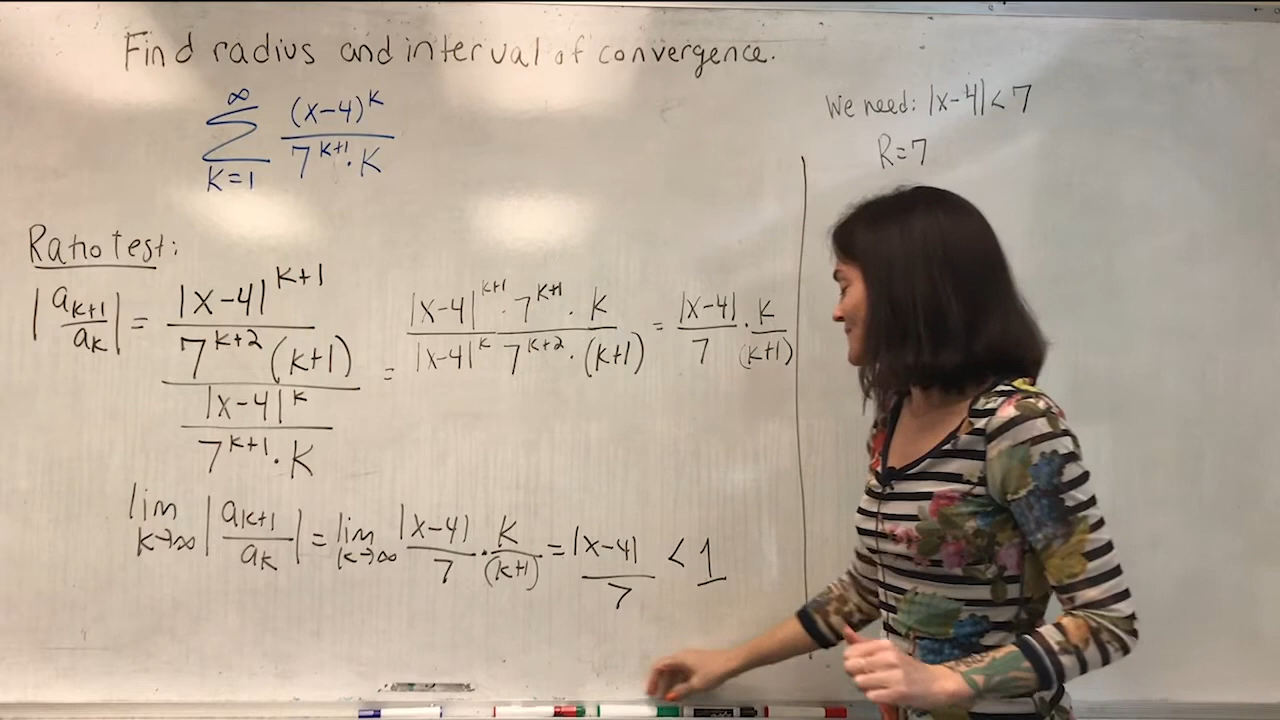 Find radius and interval of convergence.
∞
∑ (x-4)^k / (7^(k+1) · k)
k=1
Ratio Test:
|a_(k+1) / a_k| = (|x-4|^(k+1) / (7^(k+2) (k+1))) / (|x-4|^k / (7^(k+1) · k)) = (|x-4|^(k+1) · 7^(k+1) · k) / (|x-4|^k 7^(k+2) · (k+1)) = |x-4| / 7 · k / (k+1)
lim k→∞ |a_(k+1) / a_k| = lim k→∞ |x-4| / 7 · k / (k+1) = |x-4| / 7 < 1
We need: |x-4| < 7
R=7